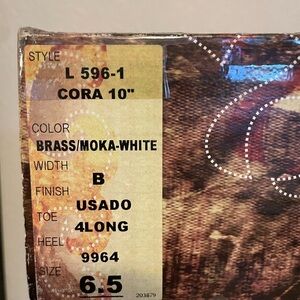 STYLE
L 596-1
CORA 10"
COLOR
BRASS/MOKA-WHITE
WIDTH
B
FINISH
USADO
TOE
4LONG
HEEL
9964
SIZE
6.5
203879